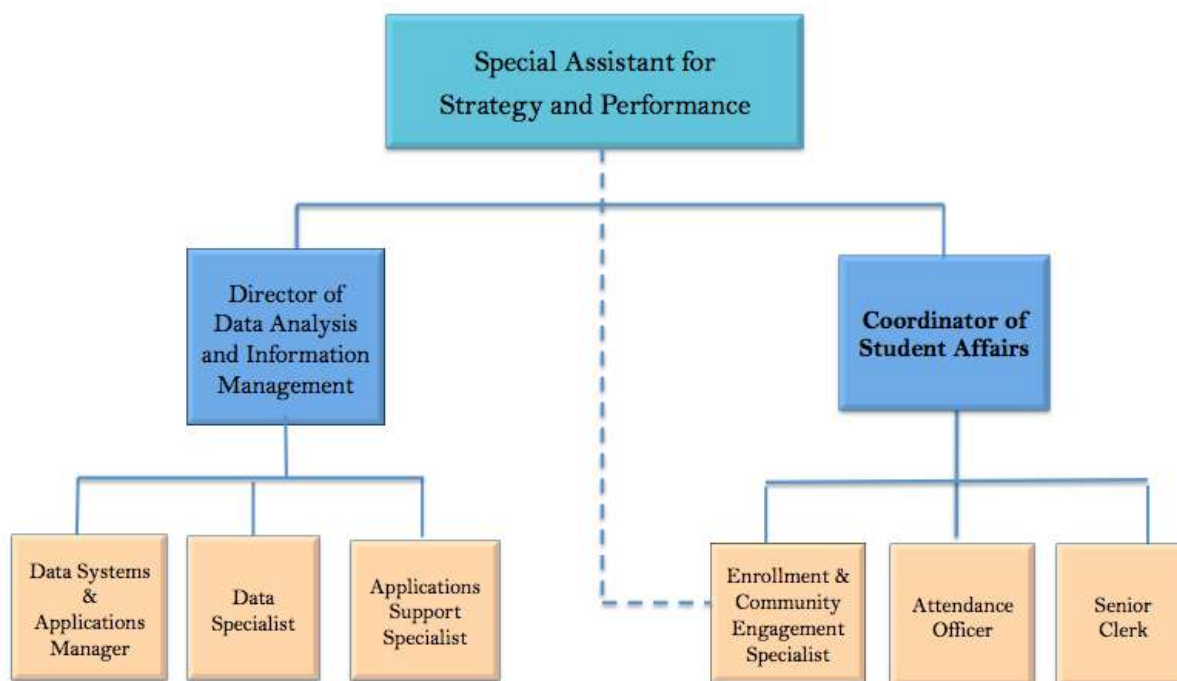 Special Assistant for
Strategy and Performance
Director of
Data Analysis
and Information
Management
Coordinator of
Student Affairs
Data Systems
&
Applications
Manager
Data
Specialist
Applications
Support
Specialist
Enrollment &
Community
Engagement
Specialist
Attendance
Officer
Senior
Clerk